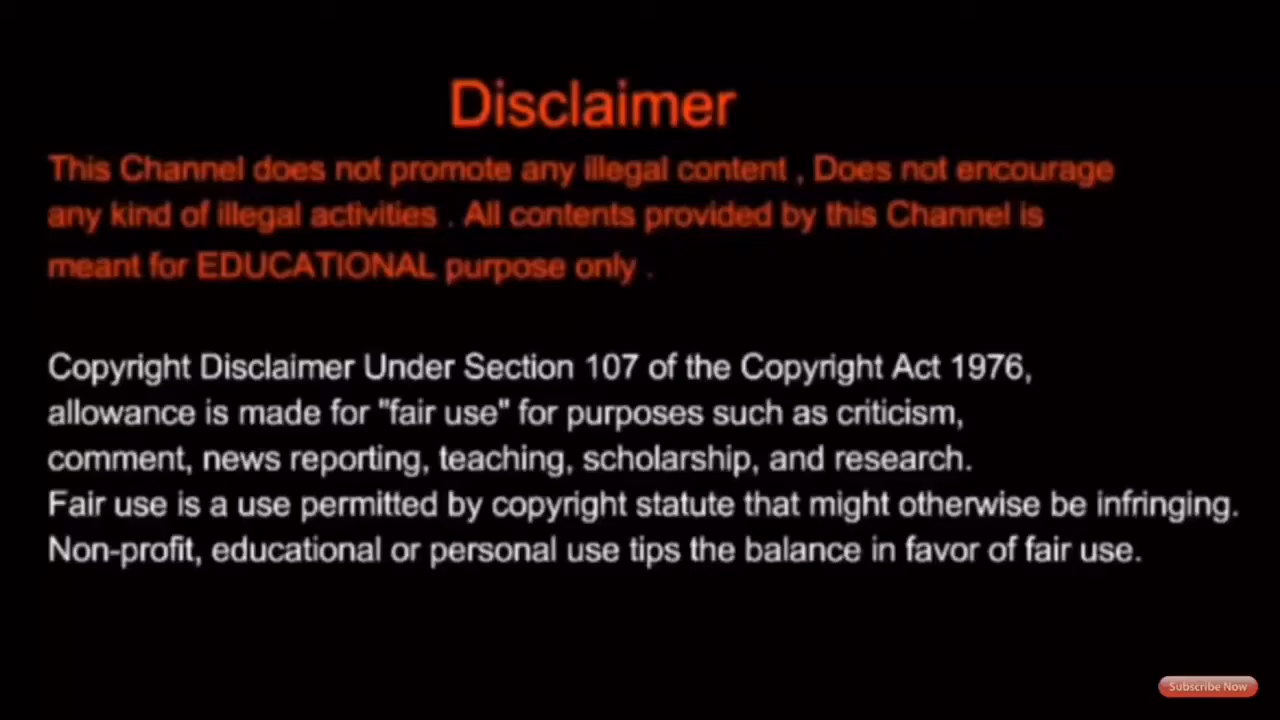 Disclaimer
This Channel does not promote any illegal content , Does not encourage
any kind of illegal activities . All contents provided by this Channel is
meant for EDUCATIONAL purpose only .
Copyright Disclaimer Under Section 107 of the Copyright Act 1976,
allowance is made for "fair use" for purposes such as criticism,
comment, news reporting, teaching, scholarship, and research.
Fair use is a use permitted by copyright statute that might otherwise be infringing.
Non-profit, educational or personal use tips the balance in favor of fair use.
Subscribe Now